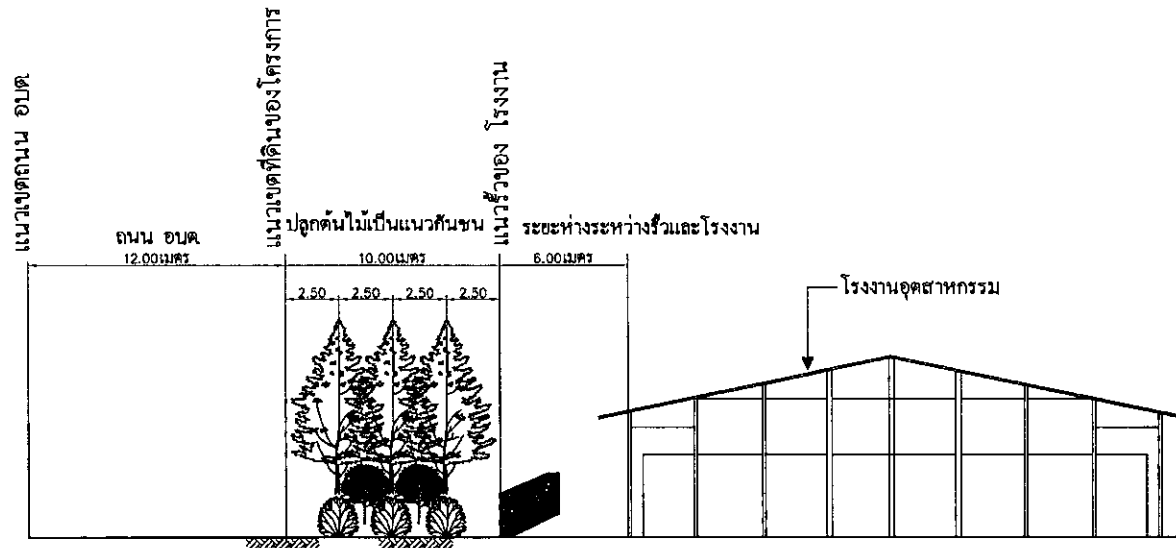 แนวเขตถนน อบต.
แนวเขตที่ดินของโครงการ
แนวรั้วของ โรงงาน
ถนน อบต.
12.00เมตร
ปลูกต้นไม้เป็นแนวกันชน
10.00เมตร
ระยะห่างระหว่างรั้วและโรงงาน
6.00เมตร
2.50 2.50 2.50 2.50
โรงงานอุตสาหกรรม